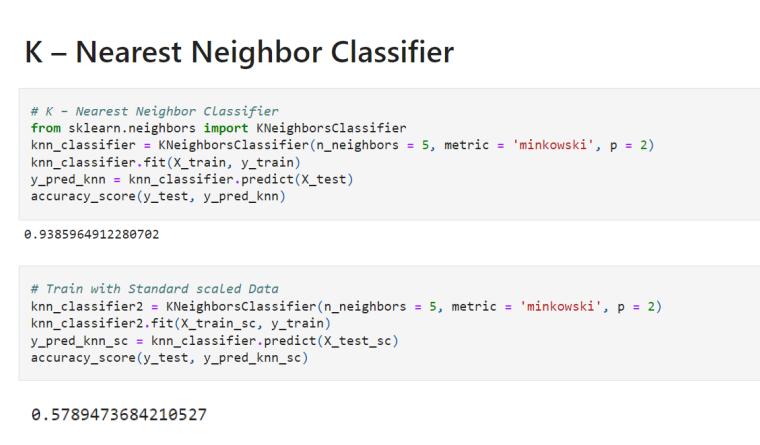 K – Nearest Neighbor Classifier
# K – Nearest Neighbor Classifier
from sklearn.neighbors import KNeighborsClassifier
knn_classifier = KNeighborsClassifier(n_neighbors = 5, metric = 'minkowski', p = 2)
knn_classifier.fit(X_train, y_train)
y_pred_knn = knn_classifier.predict(X_test)
accuracy_score(y_test, y_pred_knn)
0.9385964912280702
# Train with Standard scaled Data
knn_classifier2 = KNeighborsClassifier(n_neighbors = 5, metric = 'minkowski', p = 2)
knn_classifier2.fit(X_train_sc, y_train)
y_pred_knn_sc = knn_classifier.predict(X_test_sc)
accuracy_score(y_test, y_pred_knn_sc)
0.5789473684210527